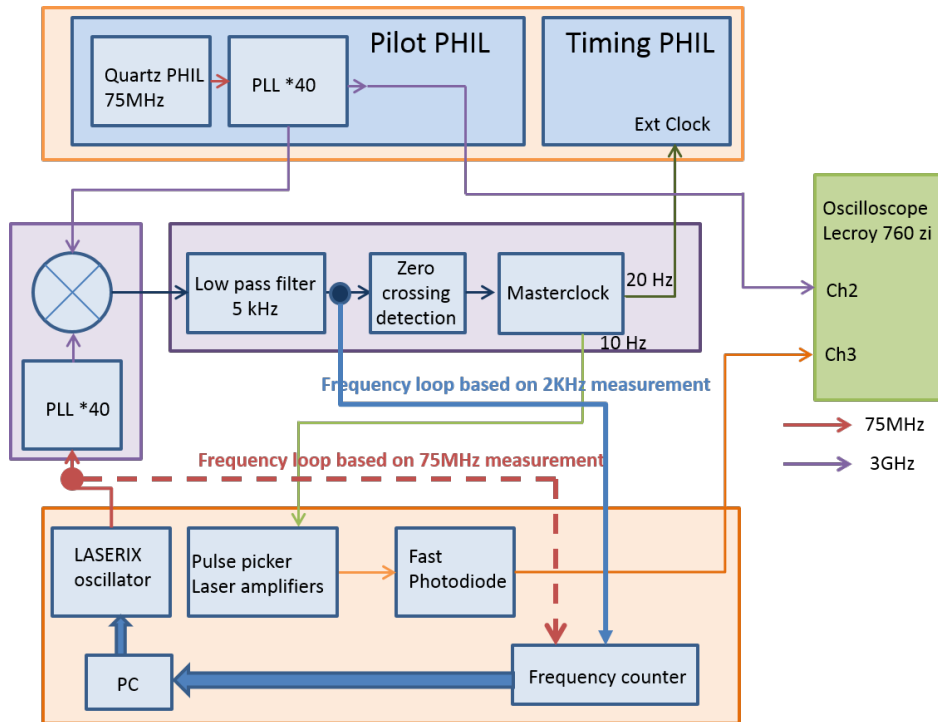 Pilot PHIL
Timing PHIL
Quartz PHIL
75MHz
PLL *40
Ext Clock
Oscilloscope
Lecroy 760 zi
Ch2
Ch3
Low pass filter
5 kHz
Zero
crossing
detection
Masterclock
20 Hz
10 Hz
PLL *40
Frequency loop based on 2KHz measurement
Frequency loop based on 75MHz measurement
75MHz
3GHz
LASERIX
oscillator
Pulse picker
Laser amplifiers
Fast
Photodiode
PC
Frequency counter